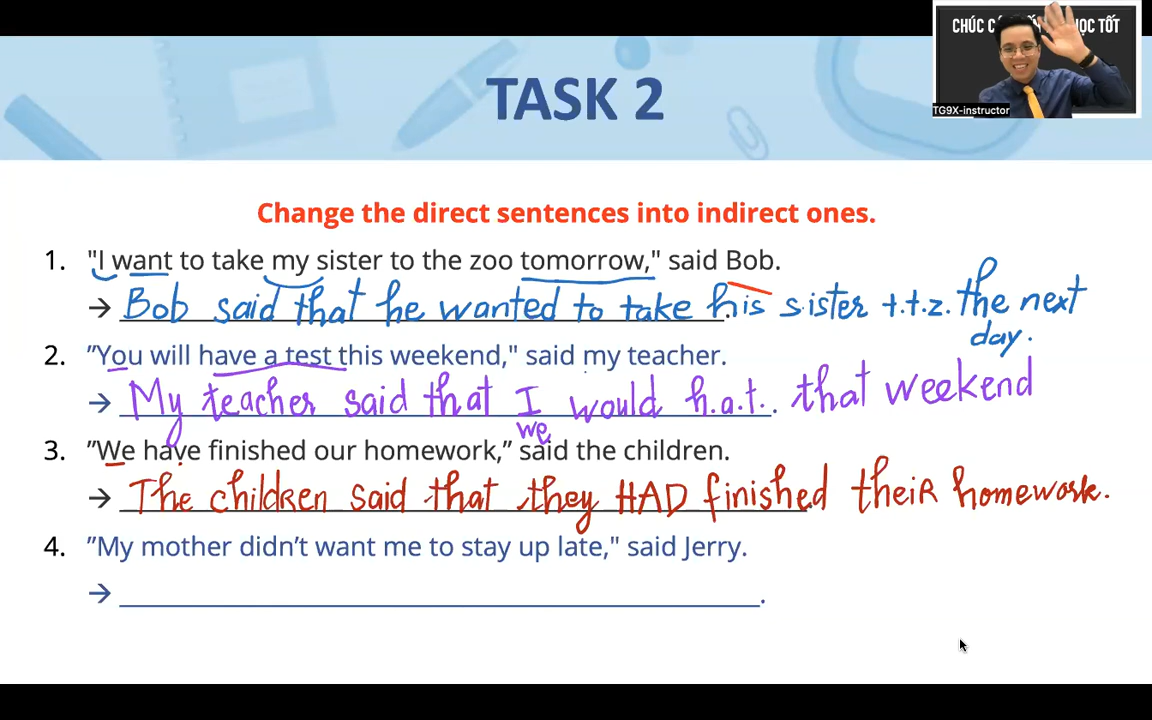 CHÚC C HỌC TỐT
TG9X-instructor
TASK 2
Change the direct sentences into indirect ones.
1. "I want to take my sister to the zoo tomorrow," said Bob.
→ Bob said that he wanted to take his sister t.t.z. the next
day.
2. ”You will have a test this weekend," said my teacher.
→ My teacher said that I would h.a.t. that weekend
we
3. ”We have finished our homework,” said the children.
→ The children said that they HAD finished theiR homework.
4. ”My mother didn’t want me to stay up late," said Jerry.
→ .